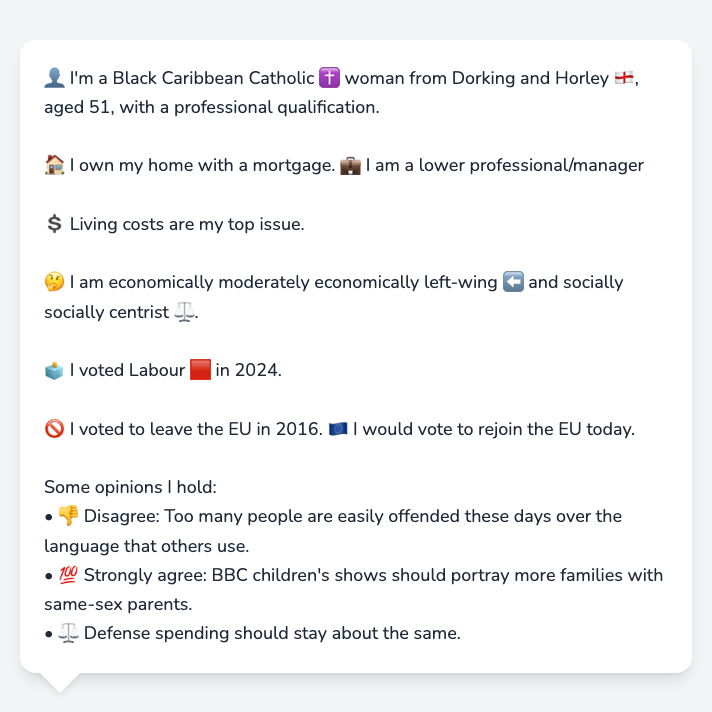 👤 I'm a Black Caribbean Catholic ✝️ woman from Dorking and Horley 🏴󠁧󠁢󠁥󠁮󠁧󠁿,
aged 51, with a professional qualification.
🏠 I own my home with a mortgage. 💼 I am a lower professional/manager
💲 Living costs are my top issue.
🤔 I am economically moderately economically left-wing ⬅️ and socially
socially centrist ⚖️.
🗳️ I voted Labour 🟥 in 2024.
🚫 I voted to leave the EU in 2016. 🇪🇺 I would vote to rejoin the EU today.
Some opinions I hold:
• 👎 Disagree: Too many people are easily offended these days over the
language that others use.
• 💯 Strongly agree: BBC children's shows should portray more families with
same-sex parents.
• ⚖️ Defense spending should stay about the same.